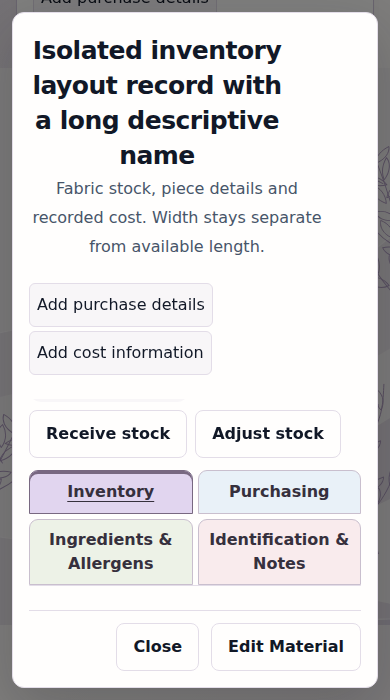 Add purchase details
Isolated inventory
layout record with
a long descriptive
name
Fabric stock, piece details and
recorded cost. Width stays separate
from available length.
Add purchase details
Add cost information
Receive stock
Adjust stock
Inventory
Purchasing
Ingredients &
Allergens
Identification &
Notes
Close
Edit Material